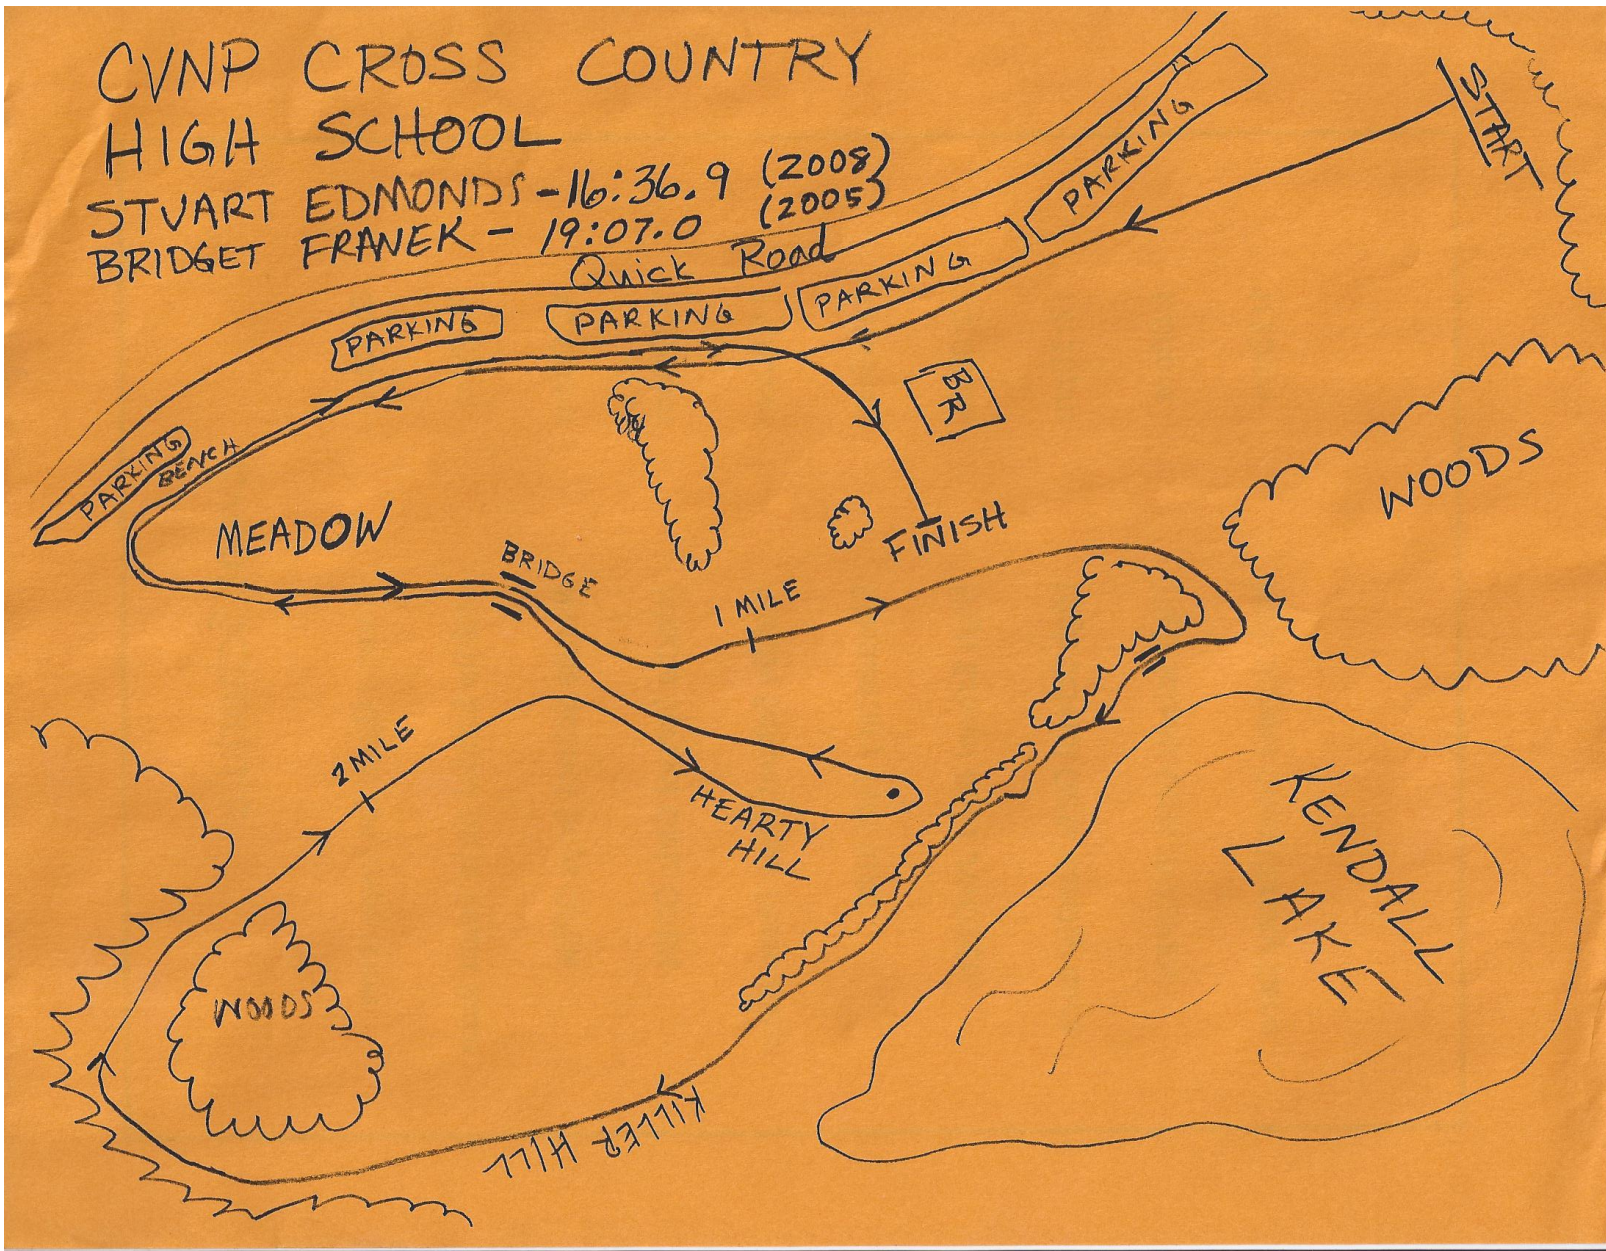 CVNP CROSS COUNTRY
HIGH SCHOOL
STUART EDMONDS - 16:36.9 (2008)
BRIDGET FRANEK - 19:07.0 (2005)
Quick Road
START
PARKING
PARKING
PARKING
PARKING
PARKING
BENCH
BR
MEADOW
BRIDGE
FINISH
WOODS
1 MILE
2 MILE
HEARTY
HILL
KENDALL
LAKE
WOODS
KILLER HILL